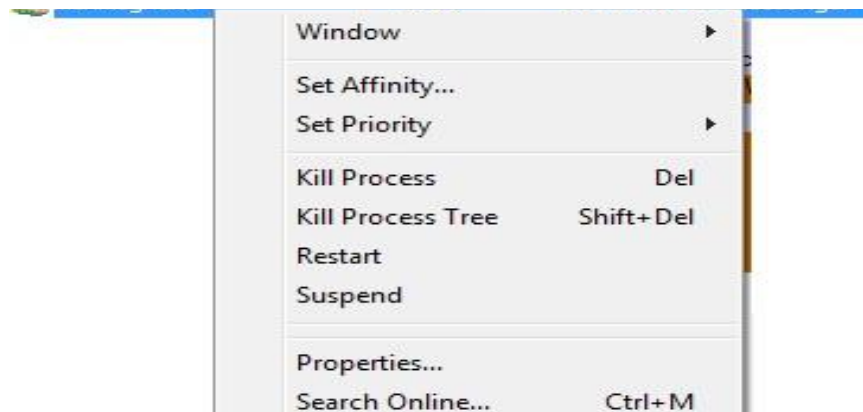 Window
Set Affinity...
Set Priority
Kill Process Del
Kill Process Tree Shift+Del
Restart
Suspend
Properties...
Search Online... Ctrl+M